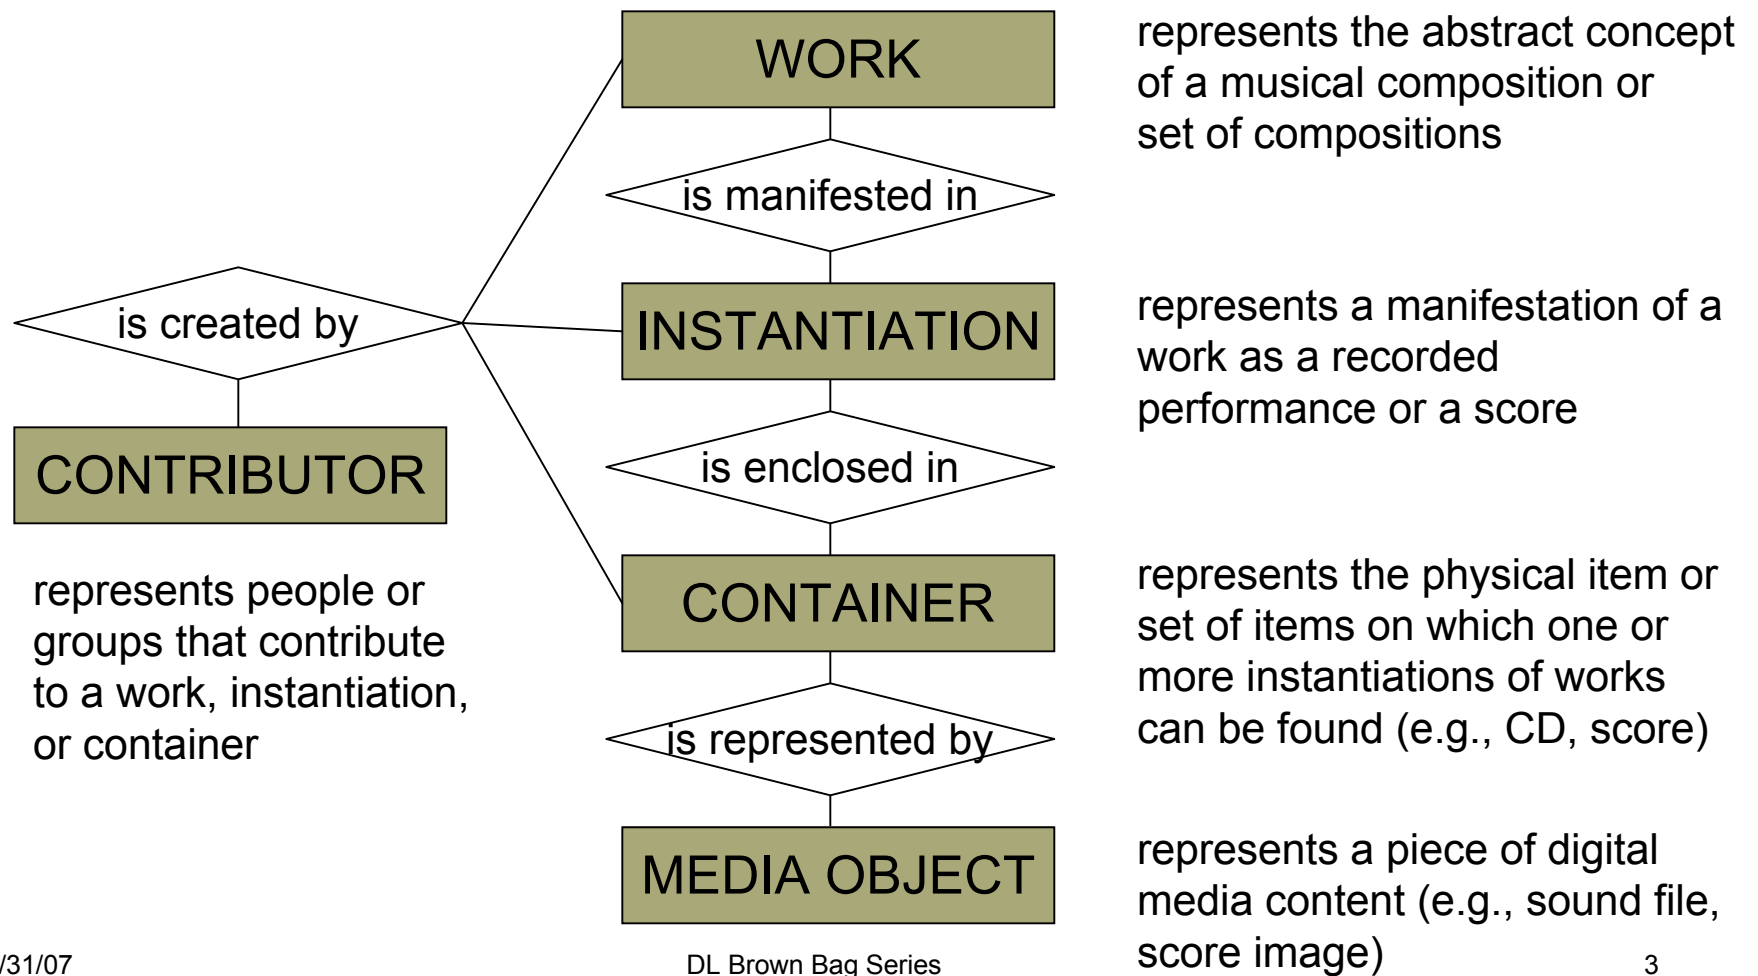 WORK
represents the abstract concept
of a musical composition or
set of compositions
is manifested in
is created by
INSTANTIATION
represents a manifestation of a
work as a recorded
performance or a score
CONTRIBUTOR
represents people or
groups that contribute
to a work, instantiation,
or container
is enclosed in
CONTAINER
represents the physical item or
set of items on which one or
more instantiations of works
can be found (e.g., CD, score)
is represented by
MEDIA OBJECT
represents a piece of digital
media content (e.g., sound file,
score image)
/31/07
DL Brown Bag Series
3